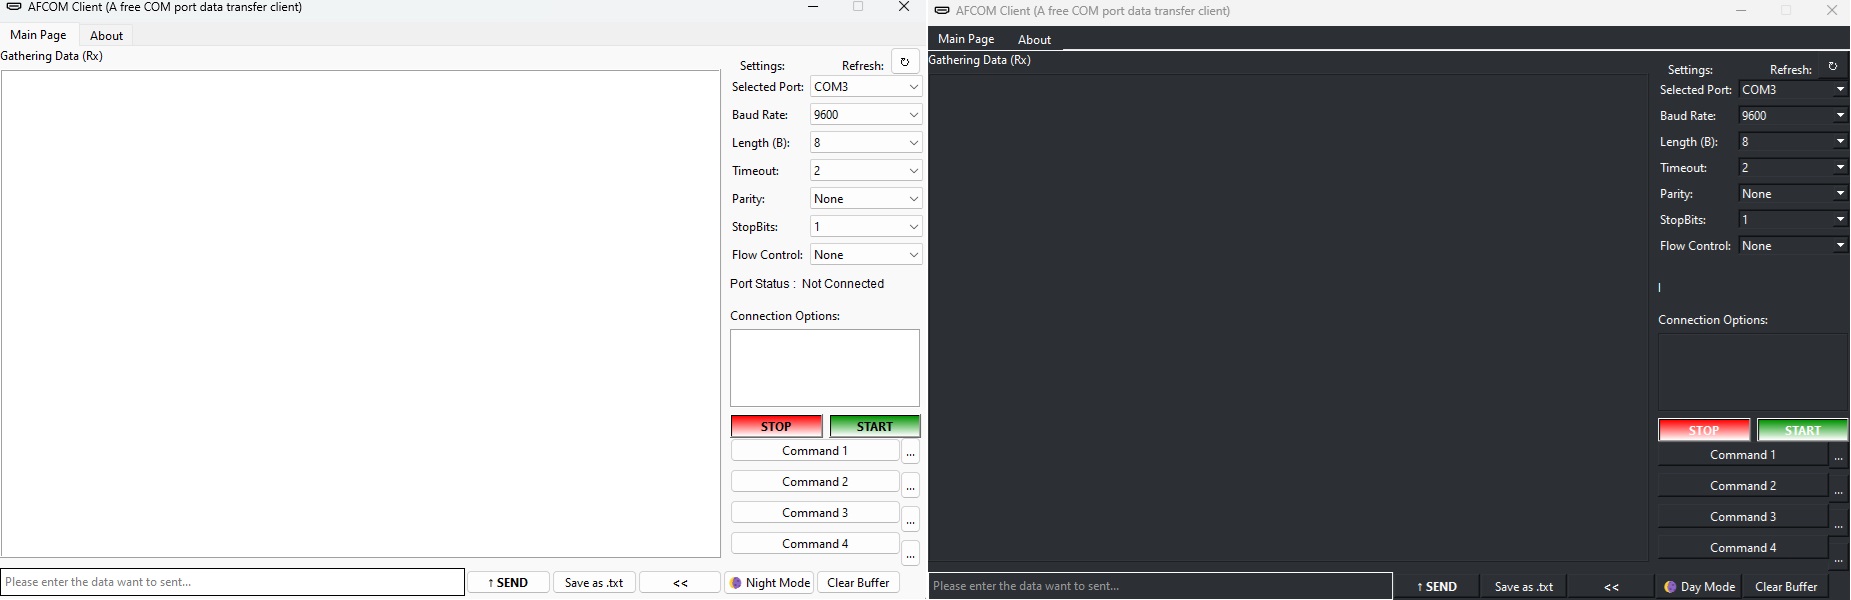 AFCOM Client (A free COM port data transfer client)
Main Page About
Gathering Data (Rx)
Settings: Refresh: ↻
Selected Port: COM3
Baud Rate: 9600
Length (B): 8
Timeout: 2
Parity: None
StopBits: 1
Flow Control: None
Port Status : Not Connected
Connection Options:
STOP START
Command 1 ...
Command 2 ...
Command 3 ...
Command 4 ...
Please enter the data want to sent... ↑ SEND Save as .txt << Night Mode Clear Buffer
AFCOM Client (A free COM port data transfer client)
Main Page About
Gathering Data (Rx)
Settings: Refresh: ↻
Selected Port: COM3
Baud Rate: 9600
Length (B): 8
Timeout: 2
Parity: None
StopBits: 1
Flow Control: None
Connection Options:
STOP START
Command 1 ...
Command 2 ...
Command 3 ...
Command 4 ...
Please enter the data want to sent... ↑ SEND Save as .txt << Day Mode Clear Buffer